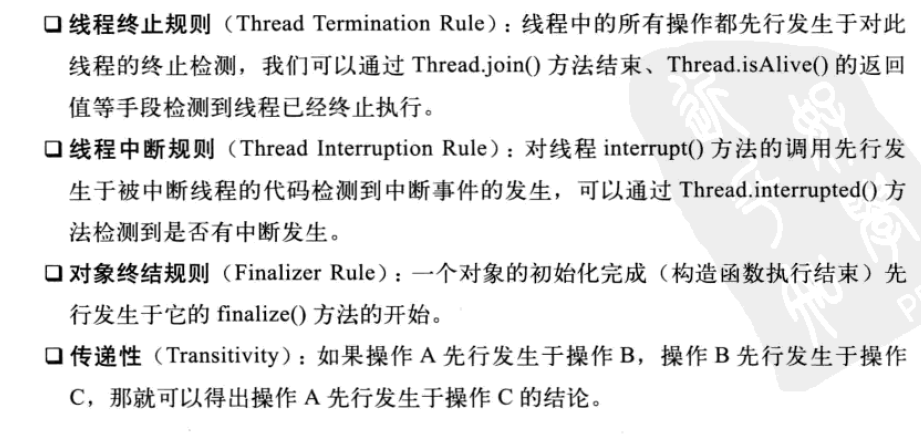 ❑ 线程终止规则（Thread Termination Rule）：线程中的所有操作都先行发生于对此
线程的终止检测，我们可以通过 Thread.join() 方法结束、Thread.isAlive() 的返回
值等手段检测到线程已经终止执行。
❑ 线程中断规则（Thread Interruption Rule）：对线程 interrupt() 方法的调用先行发
生于被中断线程的代码检测到中断事件的发生，可以通过 Thread.interrupted() 方
法检测到是否有中断发生。
❑ 对象终结规则（Finalizer Rule）：一个对象的初始化完成（构造函数执行结束）先
行发生于它的 finalize() 方法的开始。
❑ 传递性（Transitivity）：如果操作 A 先行发生于操作 B，操作 B 先行发生于操作
C，那就可以得出操作 A 先行发生于操作 C 的结论。